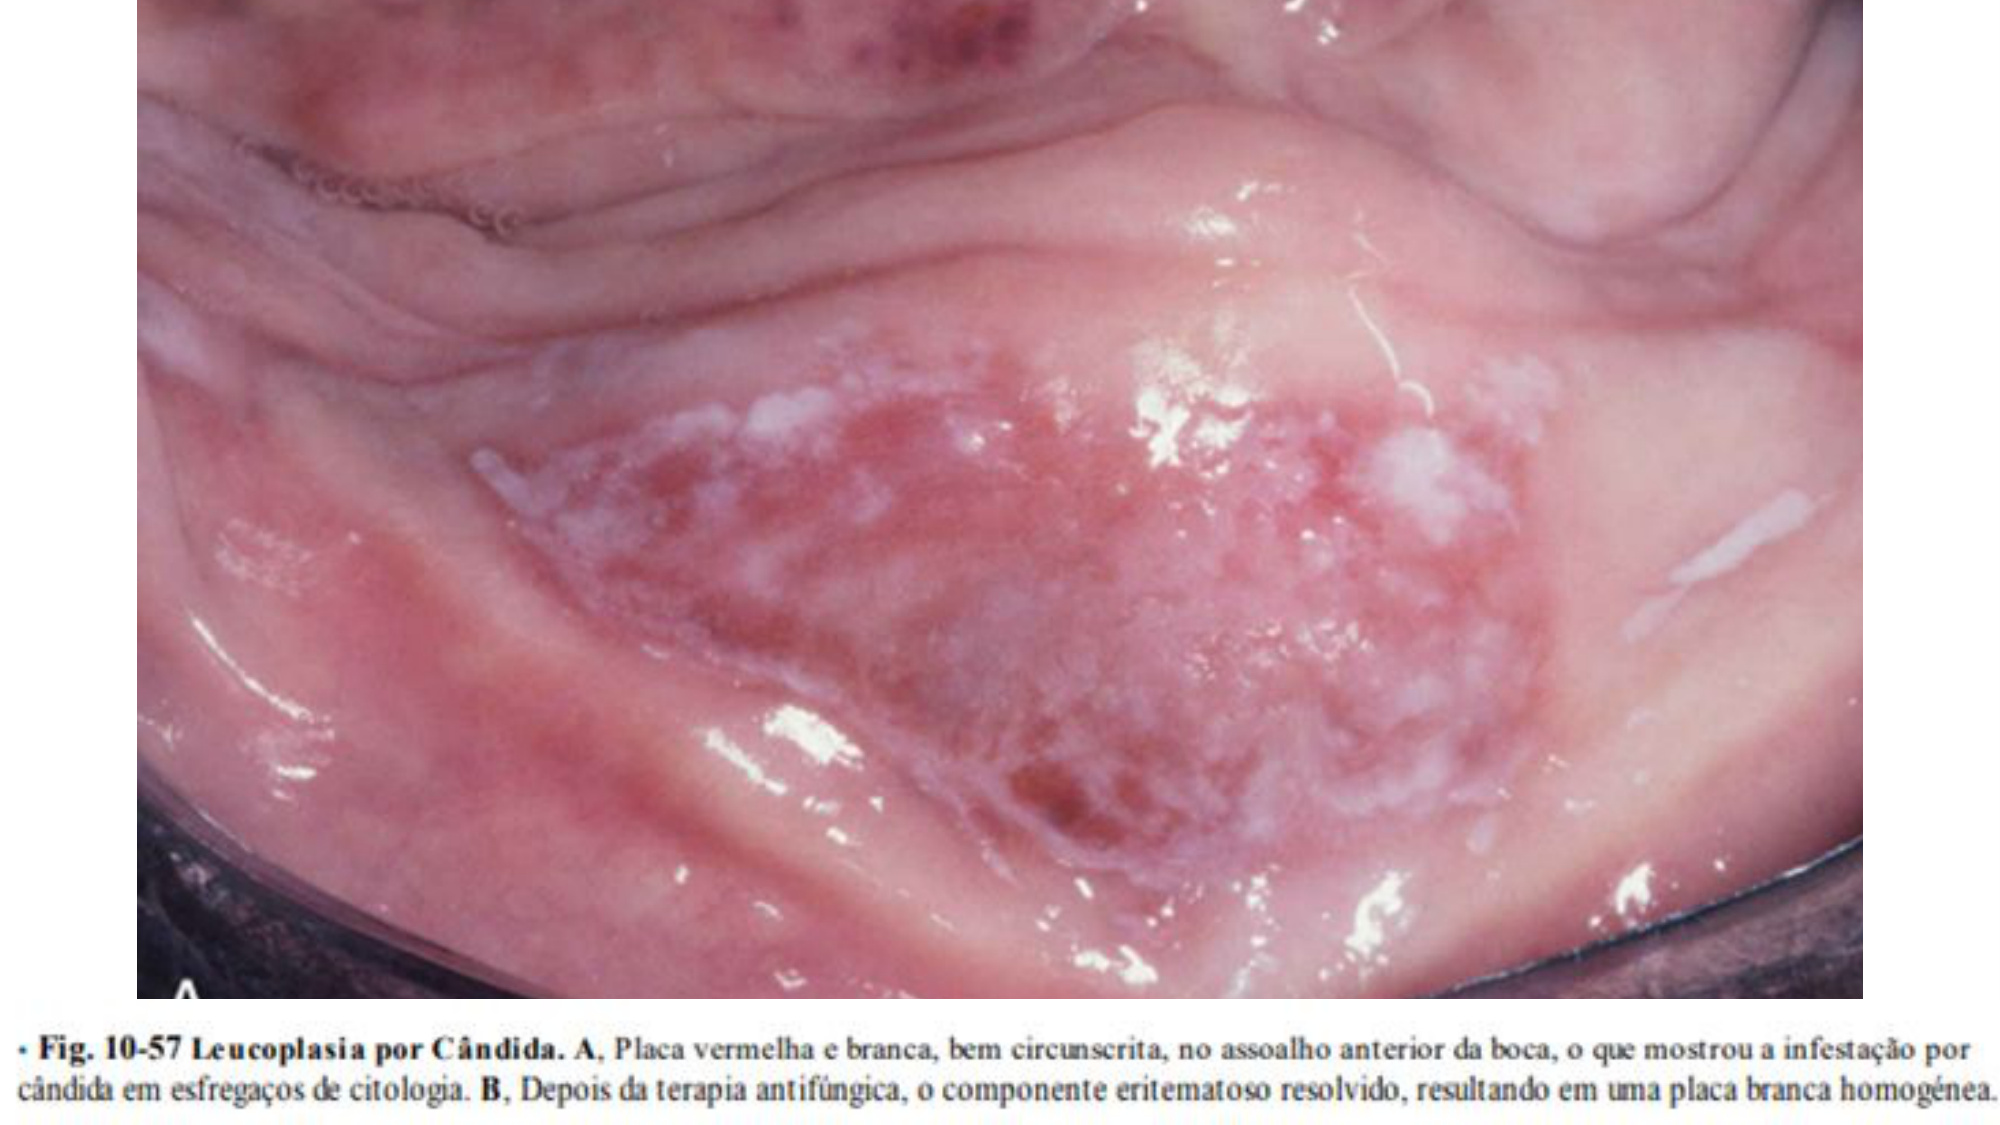 A
• Fig. 10-57 Leucoplasia por Cândida. A, Placa vermelha e branca, bem circunscrita, no assoalho anterior da boca, o que mostrou a infestação por
cândida em esfregaços de citologia. B, Depois da terapia antifúngica, o componente eritematoso resolvido, resultando em uma placa branca homogénea.